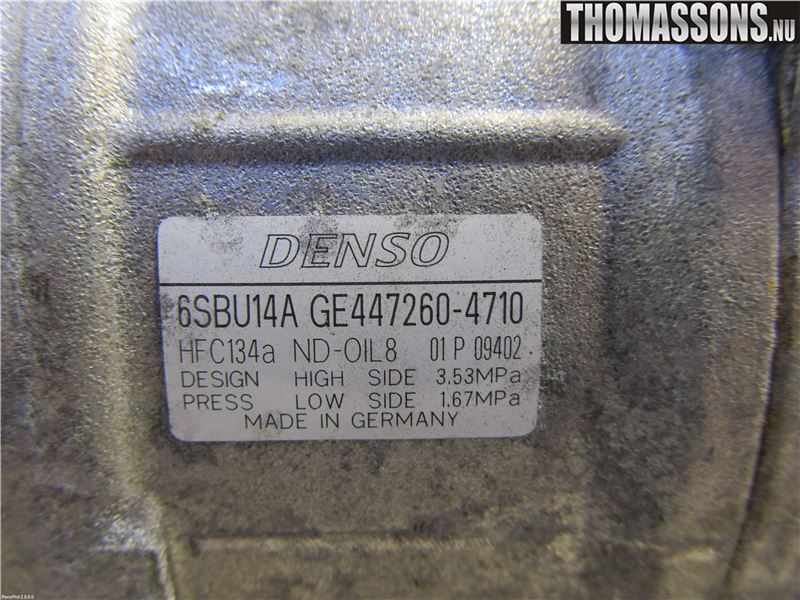 THOMASSONS.NU
DENSO
6SBU14A GE447260-4710
HFC134a ND-OIL8 01 P 09402
DESIGN HIGH SIDE 3.53MPa
PRESS LOW SIDE 1.67MPa
MADE IN GERMANY